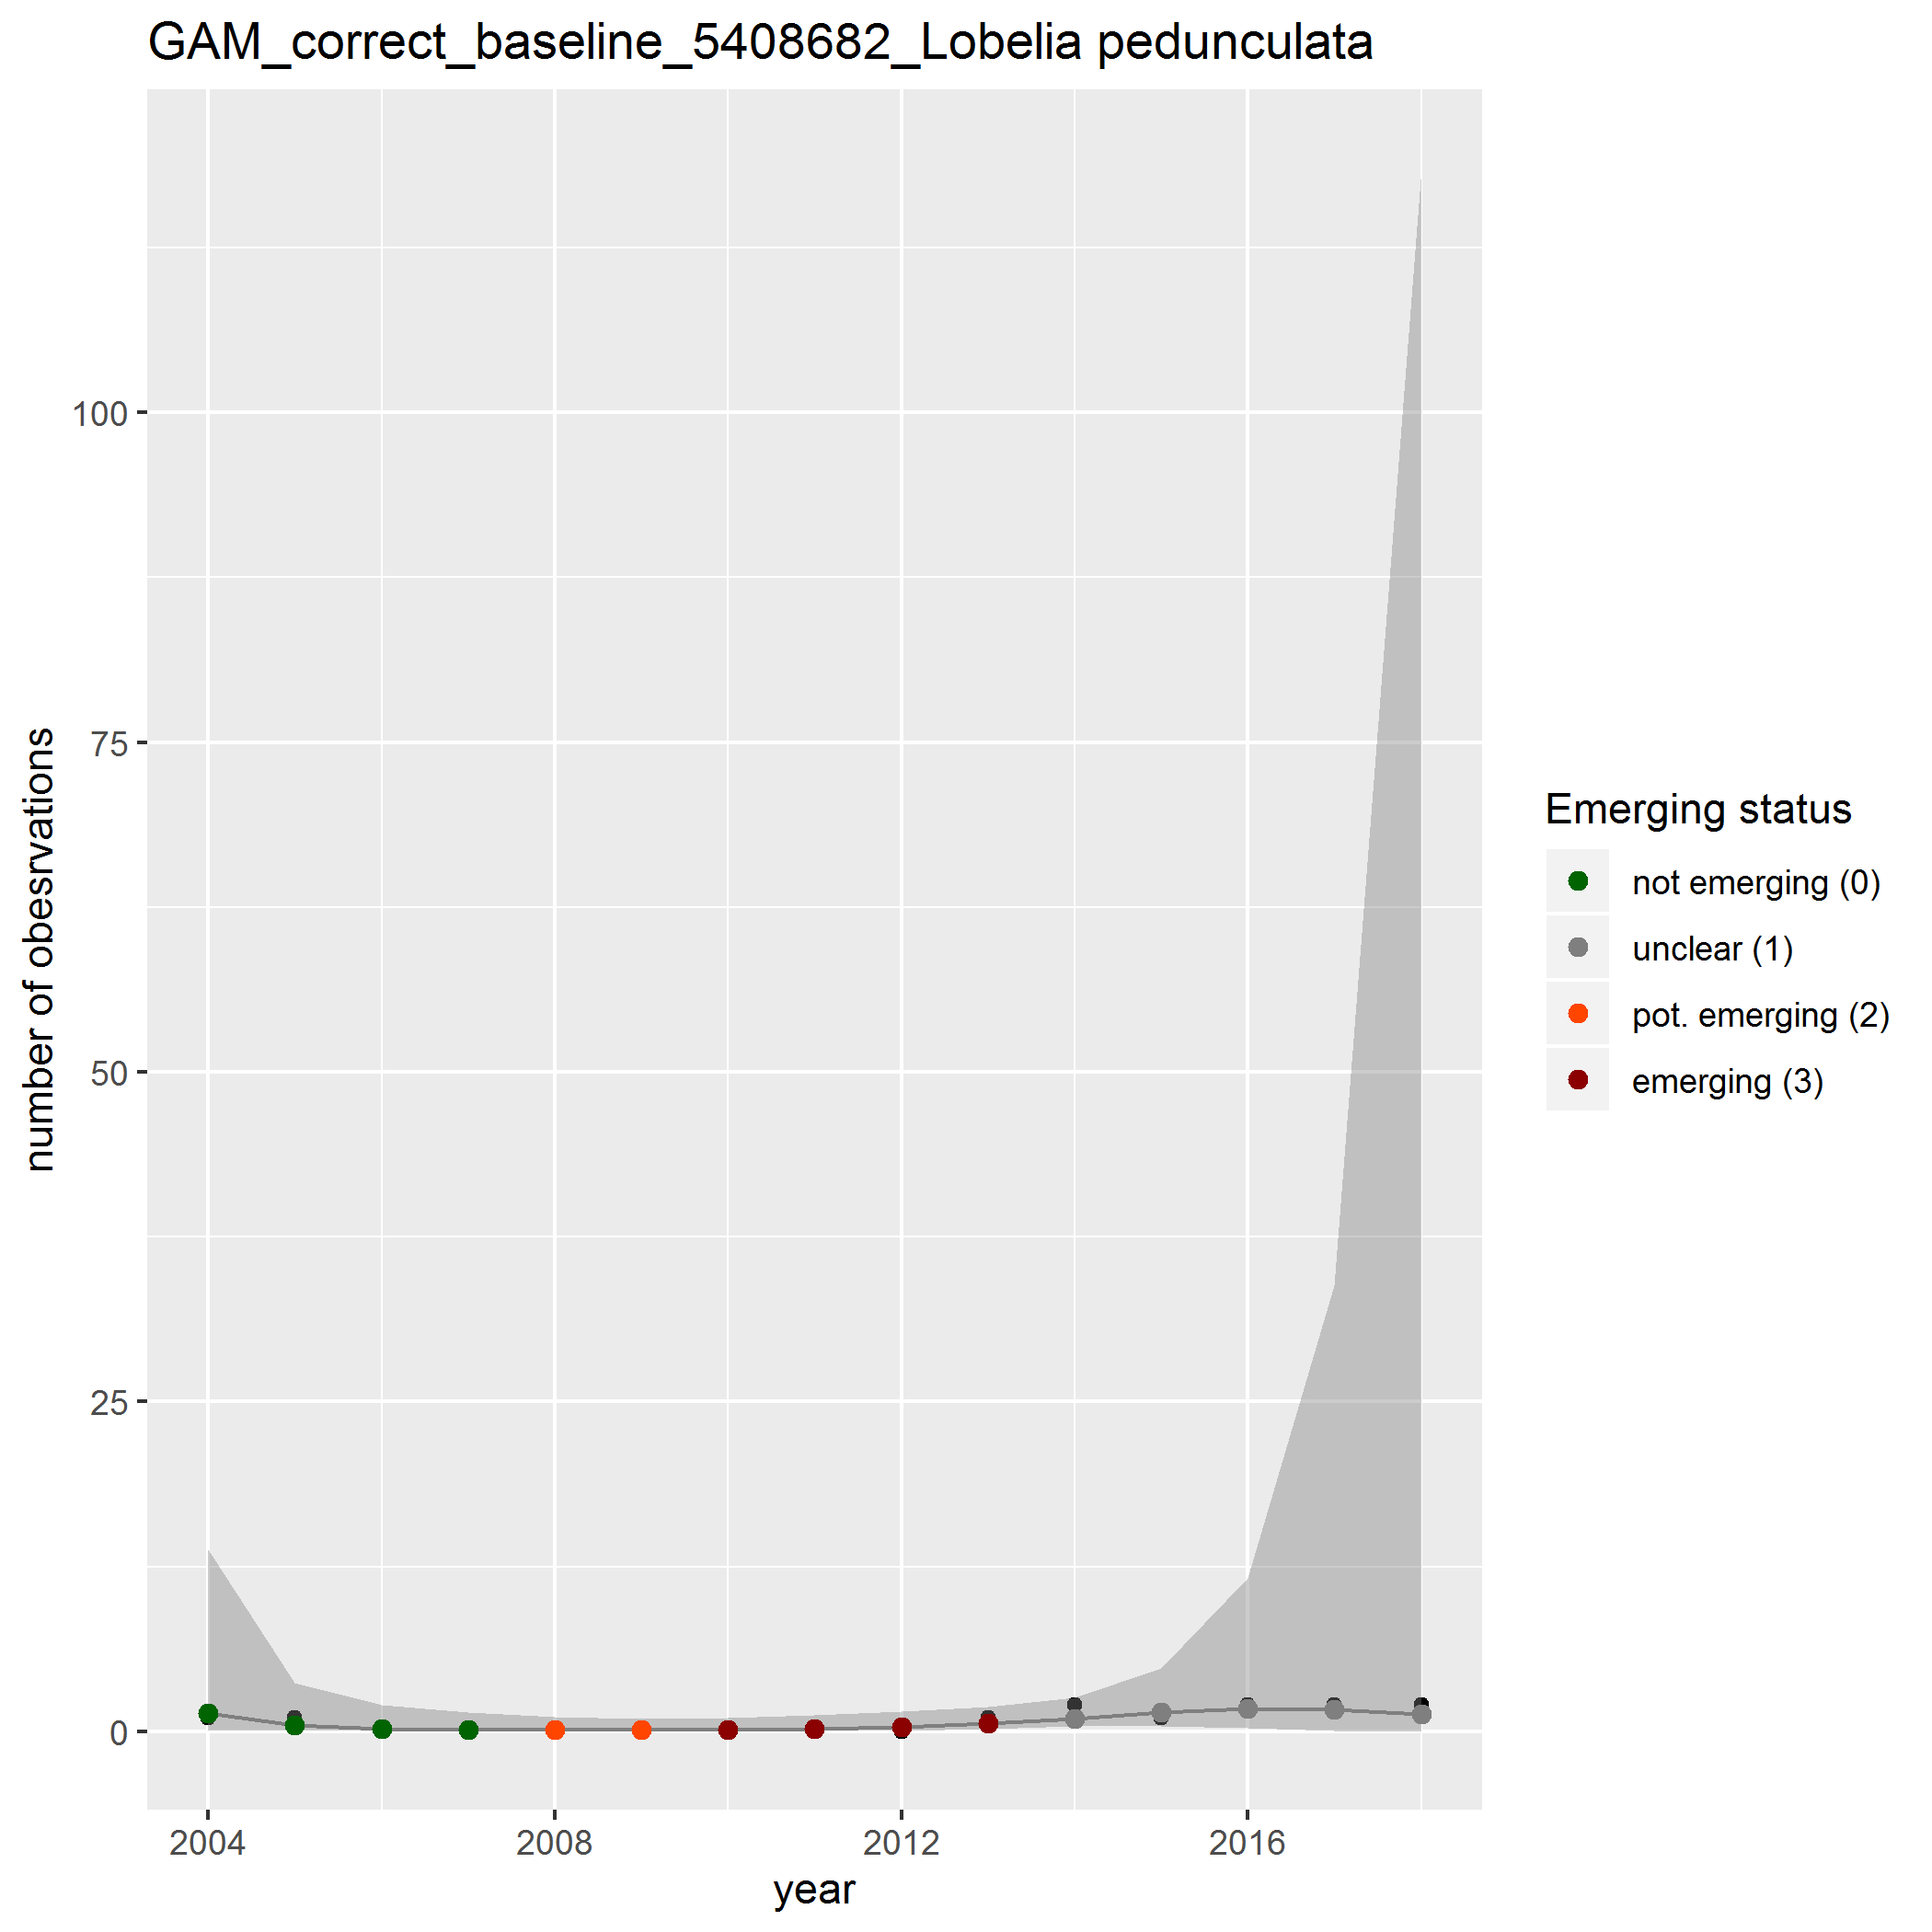 GAM_correct_baseline_5408682_Lobelia pedunculata
100
75
50
25
0
number of obesrvations
2004
2008
2012
2016
year
Emerging status
not emerging (0)
unclear (1)
pot. emerging (2)
emerging (3)